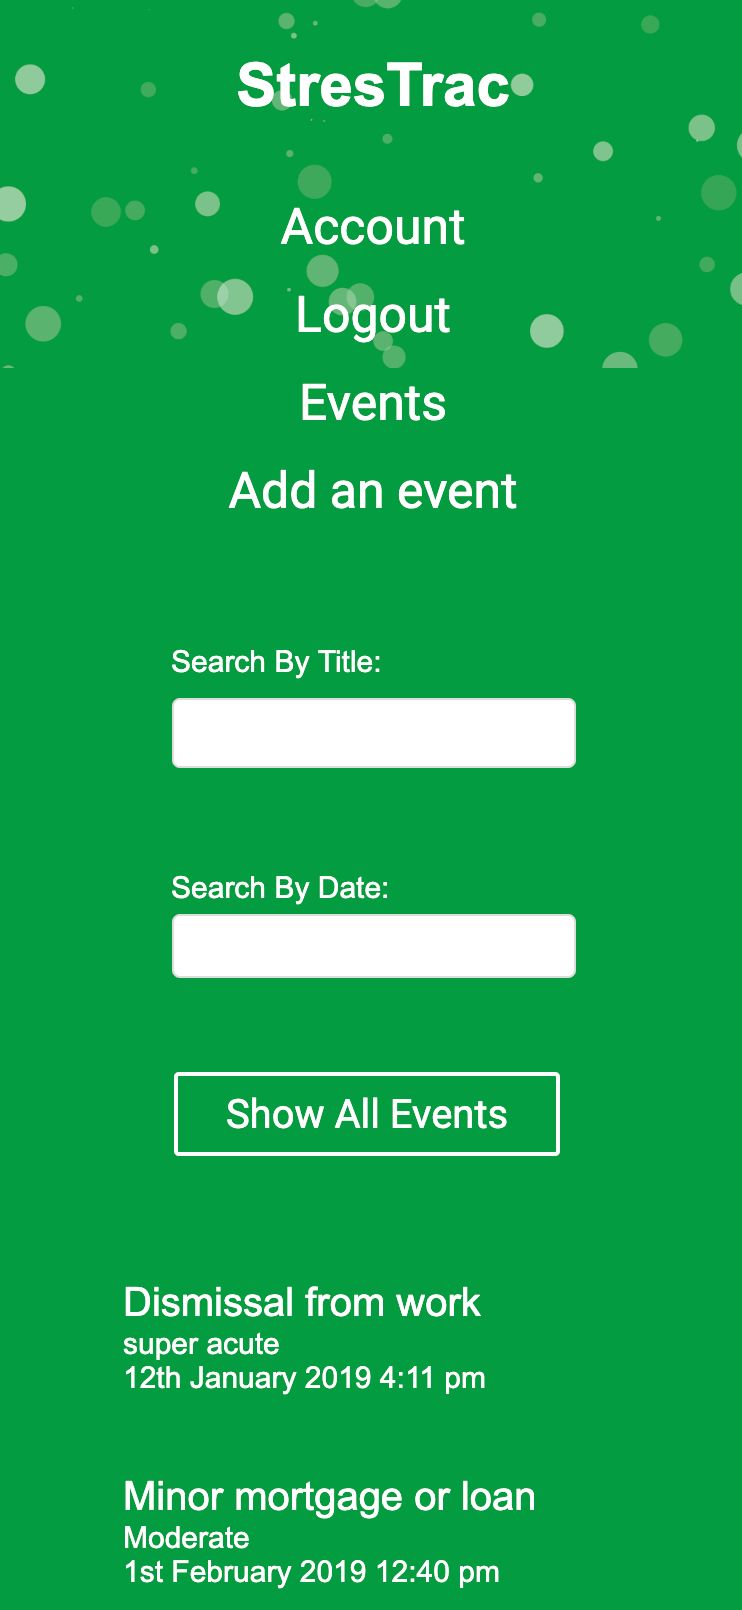 StresTrac
Account
Logout
Events
Add an event
Search By Title:
Search By Date:
Show All Events
Dismissal from work
super acute
12th January 2019 4:11 pm
Minor mortgage or loan
Moderate
1st February 2019 12:40 pm